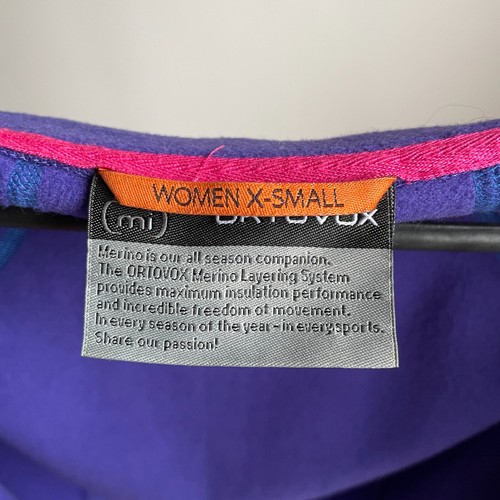 WOMEN X-SMALL
(mi) ORTOVOX
Merino is our all season companion.
The ORTOVOX Merino Layering System
provides maximum insulation performance
and incredible freedom of movement.
In every season of the year – in every sports.
Share our passion!